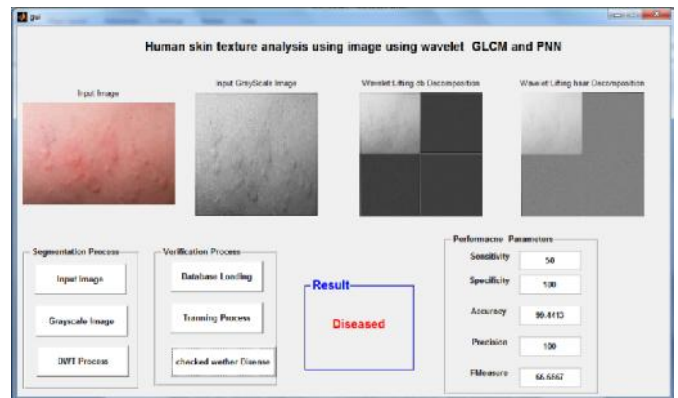 gui
Human skin texture analysis using image using wavelet GLCM and PNN
Input Image
Input GrayScale Image
Wavelet Lifting db Decomposition
Wavelet Lifting haar Decomposition
Segmentation Process
Input Image
Grayscale Image
DWT Process
Verification Process
Database Loading
Tranning Process
checked wether Disease
Result
Diseased
Performacne Parameters
Sensitivity
50
Specificity
100
Accuracy
99.4413
Precision
100
FMeasure
66.6667